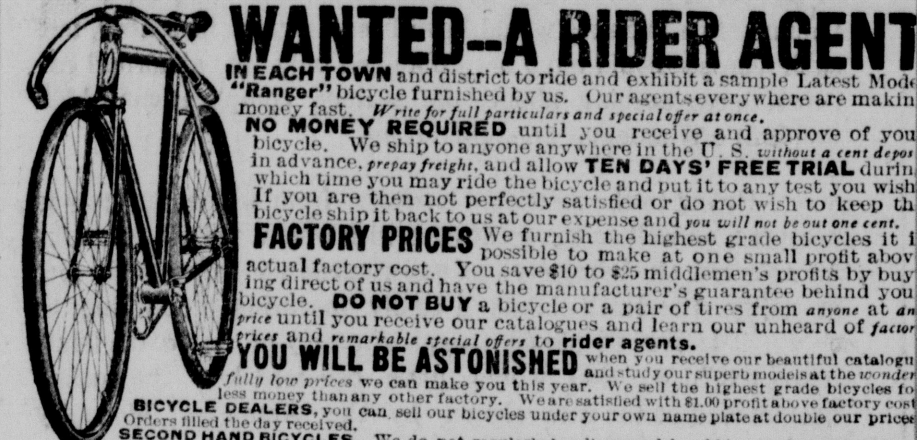 WANTED--A RIDER AGENT
IN EACH TOWN and district to ride and exhibit a sample Latest Mode
"Ranger" bicycle furnished by us. Our agents everywhere are makin
money fast. Write for full particulars and special offer at once.
NO MONEY REQUIRED until you receive and approve of you
bicycle. We ship to anyone anywhere in the U. S. without a cent depos
in advance, prepay freight, and allow TEN DAYS' FREE TRIAL durin
which time you may ride the bicycle and put it to any test you wish
If you are then not perfectly satisfied or do not wish to keep th
bicycle ship it back to us at our expense and you will not be out one cent.
FACTORY PRICES We furnish the highest grade bicycles it i
possible to make at one small profit abov
actual factory cost. You save $10 to $25 middlemen's profits by buy
ing direct of us and have the manufacturer's guarantee behind you
bicycle. DO NOT BUY a bicycle or a pair of tires from anyone at an
price until you receive our catalogues and learn our unheard of factor
prices and remarkable special offers to rider agents.
YOU WILL BE ASTONISHED when you receive our beautiful catalogu
and study our superb models at the wonder
fully low prices we can make you this year. We sell the highest grade bicycles fo
less money than any other factory. We are satisfied with $1.00 profit above factory cost
BICYCLE DEALERS, you can sell our bicycles under your own name plate at double our prices
Orders filled the day received.
SECOND HAND BICYCLES. We do not